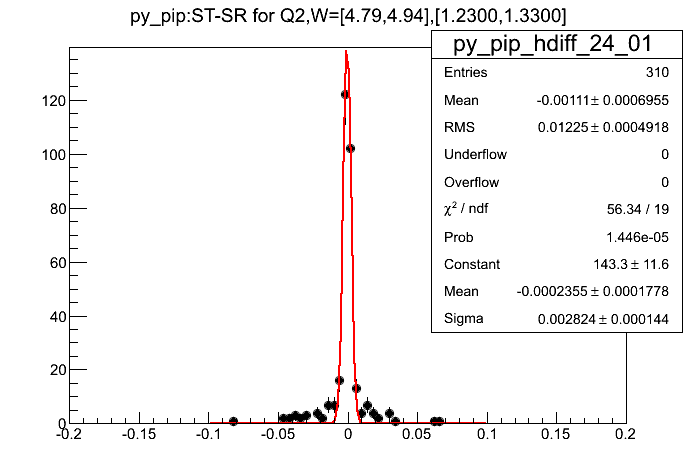 py_pip:ST-SR for Q2,W=[4.79,4.94],[1.2300,1.3300]
py_pip_hdiff_24_01
Entries 310
Mean -0.00111± 0.0006955
RMS 0.01225± 0.0004918
Underflow 0
Overflow 0
χ² / ndf 56.34 / 19
Prob 1.446e-05
Constant 143.3 ± 11.6
Mean -0.0002355± 0.0001778
Sigma 0.002824± 0.000144
120
100
80
60
40
20
0
-0.2 -0.15 -0.1 -0.05 0 0.05 0.1 0.15 0.2